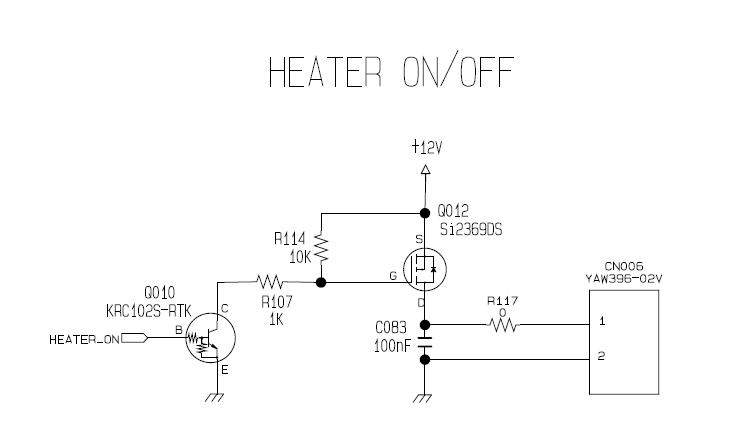 HEATER ON/OFF
+12V
Q012
Si2369DS
S
R114
10K
G
CN006
YAW396-02V
Q010
KRC102S-RTK
C
R107
1K
D
R117
0
1
C083
100nF
B
HEATER_ON
2
E